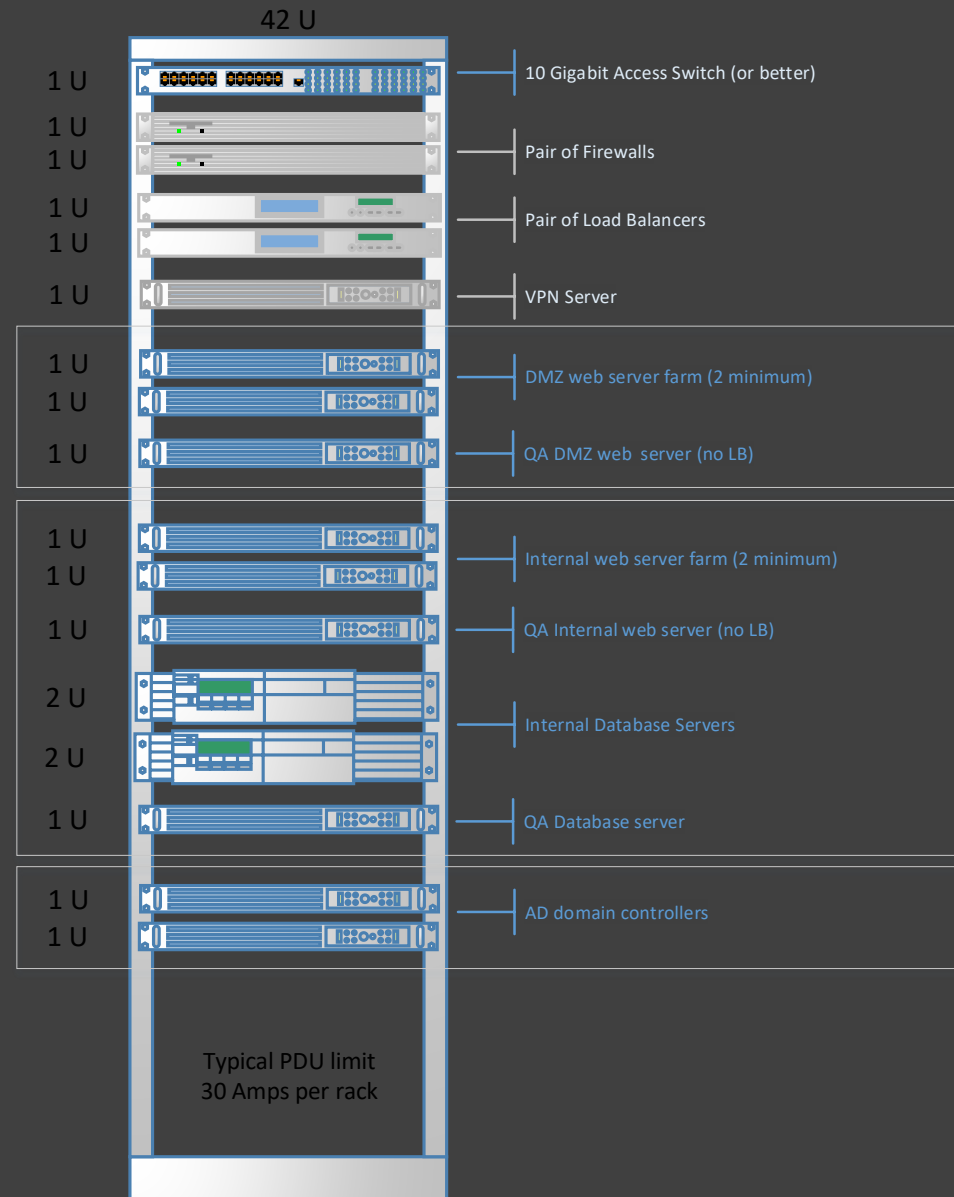 42 U
1 U
10 Gigabit Access Switch (or better)
1 U
1 U
Pair of Firewalls
1 U
1 U
Pair of Load Balancers
1 U
VPN Server
1 U
1 U
DMZ web server farm (2 minimum)
1 U
QA DMZ web  server (no LB)
1 U
1 U
Internal web server farm (2 minimum)
1 U
QA Internal web server (no LB)
2 U
2 U
Internal Database Servers
1 U
QA Database server
1 U
1 U
AD domain controllers
Typical PDU limit
30 Amps per rack